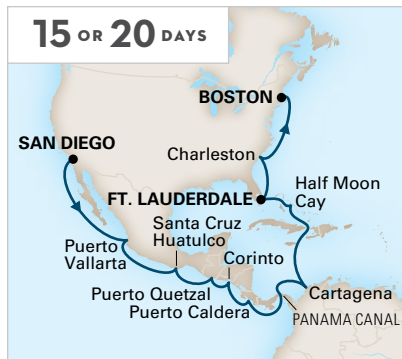 15 OR 20 DAYS
BOSTON
SAN DIEGO
Charleston
Half Moon
Cay
FT. LAUDERDALE
Santa Cruz
Huatulco
Puerto
Vallarta
Corinto
Puerto Quetzal
Cartagena
Puerto Caldera
PANAMA CANAL